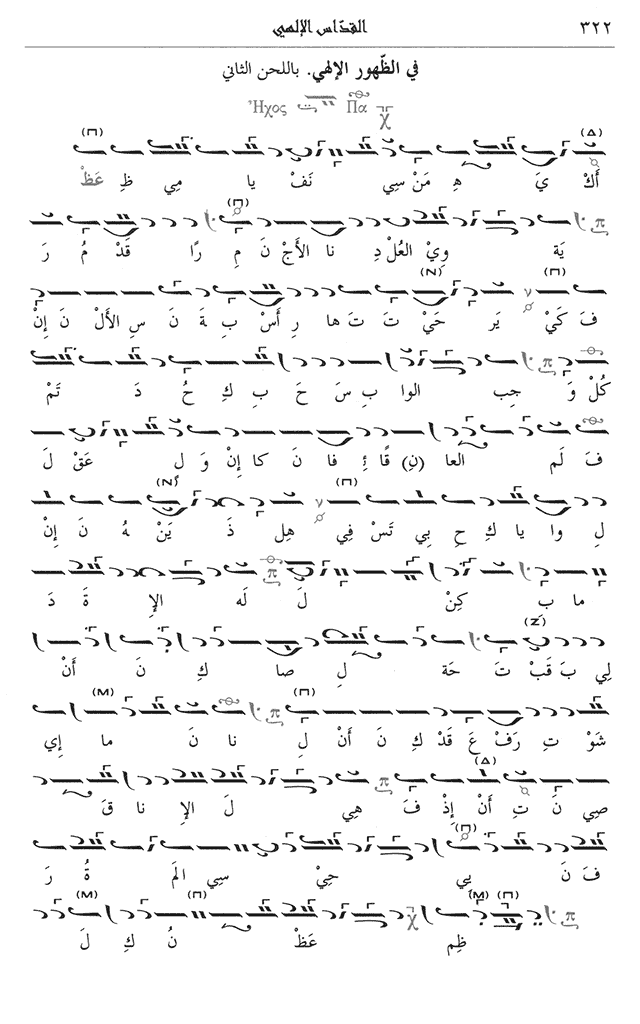 القدّاس الإلهي ٣٢٢
في الظّهور الإلهي. باللحن الثاني
Ἦχος Πα
عَظْ ظِـ مِي يا نَفْ سِي مَنْ هِـ يَ أَكْ
رَ مُ قَدْ رًا مِ نَ الأَجْ نا دِ العُلْ وِيْ يَة
إِنْ نَ الأَلْ سِ نَ ةَ بِ أَسْ رِ ها تَ تَ حَيْ يَر كَيْ فَ
تَمْ دَ حُ كِ بِ حَ سَ بِ الوا جِب وَ كُلْ
لَ عَقْ لِ وَ إِنْ كا نَ فا ئِ قًا (نِ) العا لَم فَ
إِنْ نَ هُ يَنْ ذَ هِل فِي تَسْ بِي حِ كِ يا وا لِ
دَ ةَ الإِ لَه لَ كِنْ بِ ما
أَنْ نَ كِ صا لِ حَة تَ قَبْ بَ لِي
إِي ما نَ نا لِ أَنْ نَ كِ قَدْ عَ رَفْ تِ شَوْ
قَ نا الإِ لَ هِي فَ إِذْ أَنْ تِ نَ صِي
رَ ةُ المَ سِي حِيْ يِي نَ فَ
لَ كِ نُ عَظْ ظِم